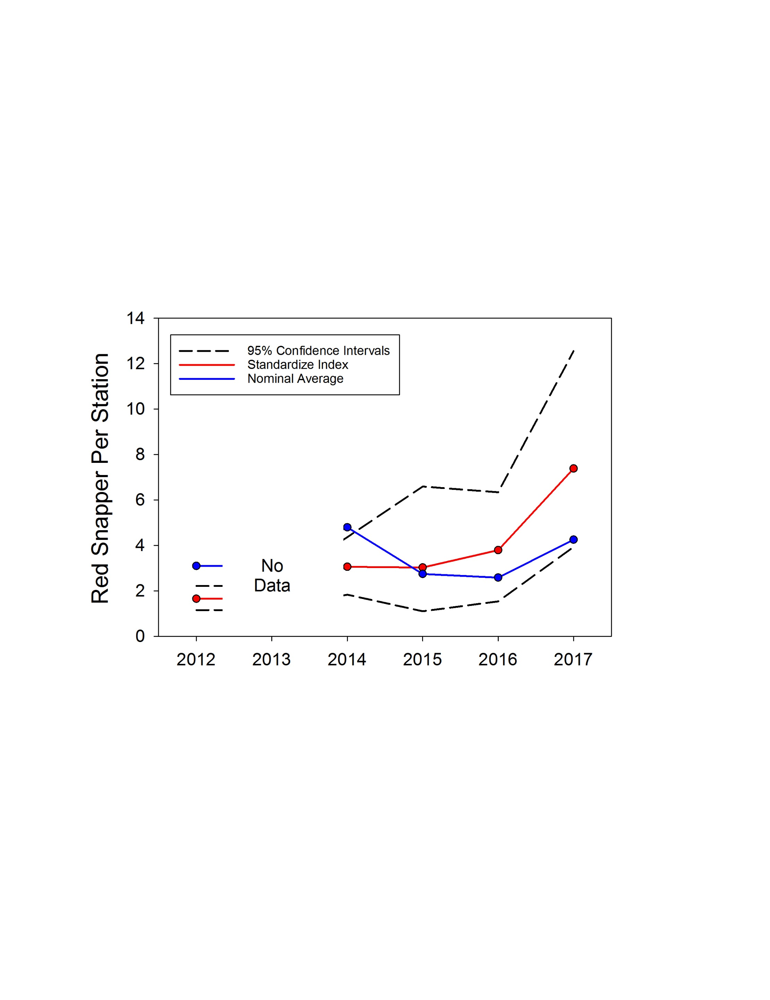 14
12
10
8
6
4
2
0
Red Snapper Per Station
95% Confidence Intervals
Standardize Index
Nominal Average
No
Data
2012 2013 2014 2015 2016 2017